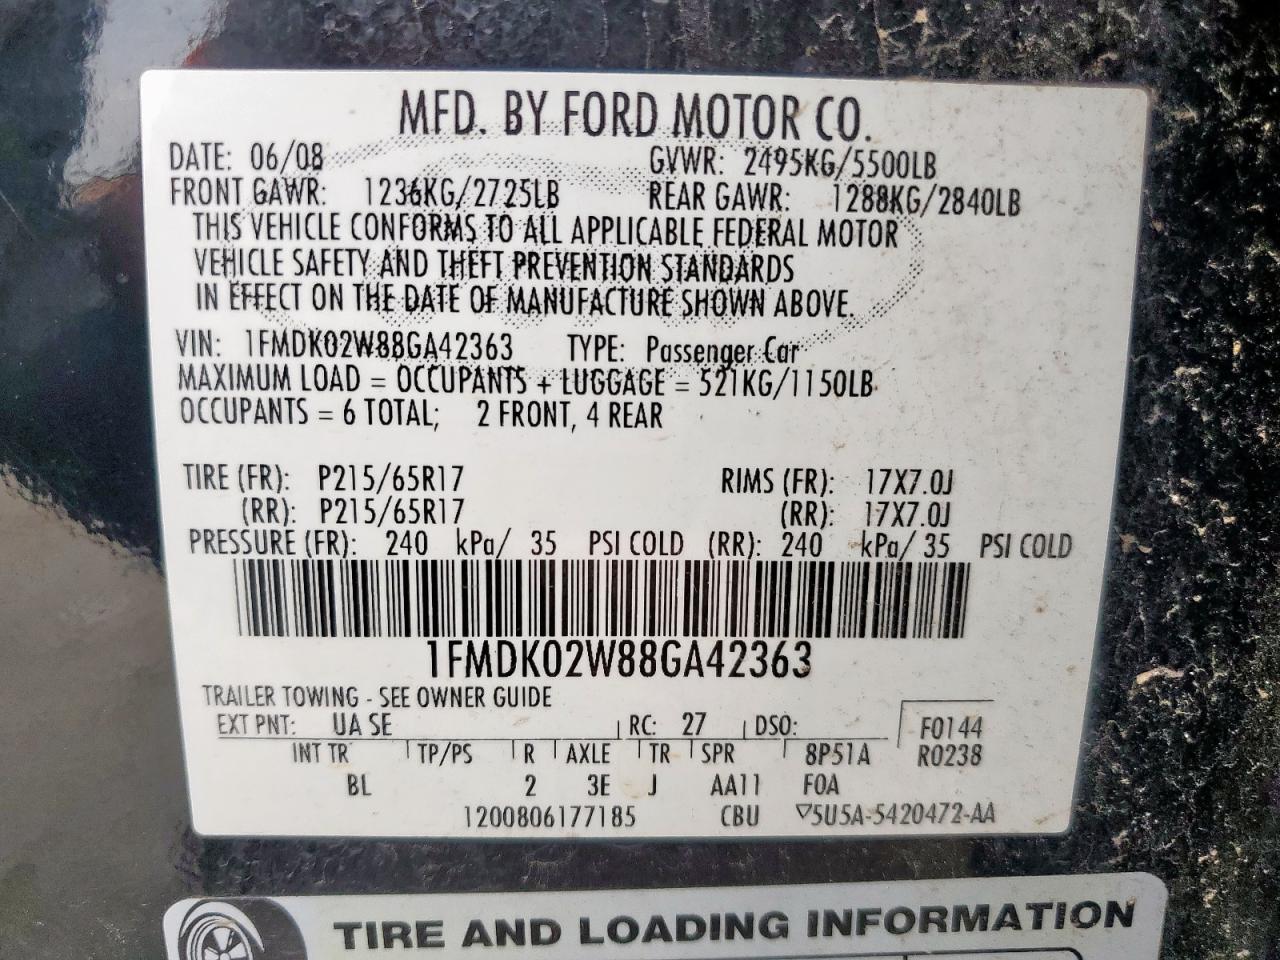 MFD. BY FORD MOTOR CO.
DATE: 06/08 GVWR: 2495KG/5500LB
FRONT GAWR: 1236KG/2725LB REAR GAWR: 1288KG/2840LB
THIS VEHICLE CONFORMS TO ALL APPLICABLE FEDERAL MOTOR
VEHICLE SAFETY AND THEFT PREVENTION STANDARDS
IN EFFECT ON THE DATE OF MANUFACTURE SHOWN ABOVE.
VIN: 1FMDK02W88GA42363 TYPE: Passenger Car
MAXIMUM LOAD = OCCUPANTS + LUGGAGE = 521KG/1150LB
OCCUPANTS = 6 TOTAL; 2 FRONT, 4 REAR
TIRE (FR): P215/65R17 RIMS (FR): 17X7.0J
(RR): P215/65R17 (RR): 17X7.0J
PRESSURE (FR): 240 kPa/ 35 PSI COLD (RR): 240 kPa/ 35 PSI COLD
1FMDK02W88GA42363
TRAILER TOWING - SEE OWNER GUIDE
EXT PNT: UA SE RC: 27 DSO: F0144
INT TR TP/PS R AXLE TR SPR 8P51A R0238
BL 2 3E J AA11 F0A
1200806177185 CBU ▽5U5A-5420472-AA
TIRE AND LOADING INFORMATION